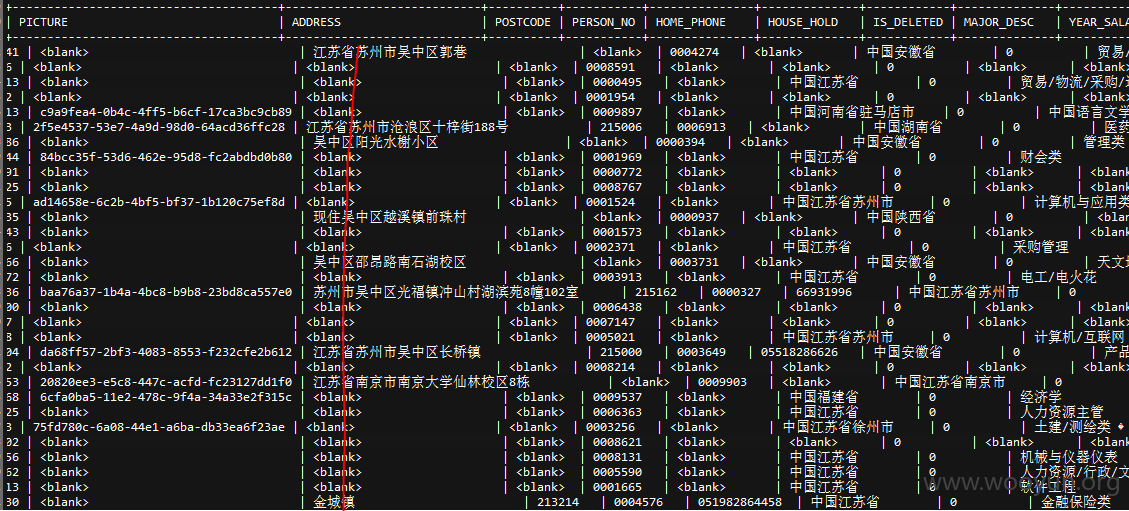 PICTURE | ADDRESS | POSTCODE | PERSON_NO | HOME_PHONE | HOUSE_HOLD | IS_DELETED | MAJOR_DESC | YEAR_SALA
41 | <blank> | 江苏省苏州市吴中区郭巷 | <blank> | 0004274 | <blank> | 中国安徽省 | 0 | 贸易/
6 | <blank> | <blank> | <blank> | 0008591 | <blank> | <blank> | 0 | <blank> | <blank>
13 | <blank> | <blank> | <blank> | 0000495 | <blank> | 中国江苏省 | 0 | 贸易/物流/采购/
2 | <blank> | <blank> | <blank> | 0001954 | <blank> | <blank> | 0 | <blank> | <blank>
13 | c9a9fea4-0b4c-4ff5-b6cf-17ca3bc9cb89 | <blank> | <blank> | 0009897 | <blank> | 中国河南省驻马店市 | 0 | 中国语言文学
3 | 2f5e4537-53e7-4a9d-98d0-64acd36ffc28 | 江苏省苏州市沧浪区十梓街188号 | 215006 | 0006913 | <blank> | 中国湖南省 | 0 | 医药
36 | <blank> | 吴中区阳光水榭小区 | <blank> | 0000394 | <blank> | 中国安徽省 | 0 | 管理类
44 | 84bcc35f-53d6-462e-95d8-fc2abdbd0b80 | <blank> | <blank> | 0001969 | <blank> | 中国江苏省 | 0 | 财会类
91 | <blank> | <blank> | <blank> | 0000772 | <blank> | <blank> | 0 | <blank> | <blank>
25 | <blank> | <blank> | <blank> | 0008767 | <blank> | <blank> | 0 | <blank> | <blank>
5 | ad14658e-6c2b-4bf5-bf37-1b120c75ef8d | <blank> | <blank> | 0001524 | <blank> | 中国江苏省苏州市 | 0 | 计算机与应用类
35 | <blank> | 现住吴中区越溪镇前珠村 | <blank> | 0000937 | <blank> | 中国陕西省 | 0 | <blank>
43 | <blank> | <blank> | <blank> | 0001573 | <blank> | <blank> | 0 | <blank> | <blank>
6 | <blank> | <blank> | <blank> | 0002371 | <blank> | 中国江苏省 | 0 | 采购管理
56 | <blank> | 吴中区邵昂路南石湖校区 | <blank> | 0003731 | <blank> | 中国安徽省 | 0 | 天文
72 | <blank> | <blank> | <blank> | 0003913 | <blank> | 中国江苏省 | 0 | 电工/电火花
36 | baa76a37-1b4a-4bc8-b9b8-23bd8ca557e0 | 苏州市吴中区光福镇冲山村湖滨苑8幢102室 | 215162 | 0000327 | 66931996 | 中国江苏省苏州市 | 0
00 | <blank> | <blank> | <blank> | 0006438 | <blank> | <blank> | 0 | <blank> | <blank>
7 | <blank> | <blank> | <blank> | 0007147 | <blank> | <blank> | 0 | <blank> | <blank>
8 | <blank> | <blank> | <blank> | 0005021 | <blank> | 中国江苏省苏州市 | 0 | 计算机/互联网
04 | da68ff57-2bf3-4083-8553-f232cfe2b612 | 江苏省苏州市吴中区长桥镇 | 215000 | 0003649 | 05518286626 | 中国安徽省 | 0 | 产品
2 | <blank> | <blank> | <blank> | 0008214 | <blank> | <blank> | 0 | <blank> | <blank>
53 | 20820ee3-e5c8-447c-acfd-fc23127dd1f0 | 江苏省南京市南京大学仙林校区8栋 | <blank> | 0009903 | <blank> | 中国江苏省南京市 | 0
58 | 6cfa0ba5-11e2-478c-9f4a-34a33e2f315c | <blank> | <blank> | 0009537 | <blank> | 中国福建省 | 0 | 经济学
25 | <blank> | <blank> | <blank> | 0006363 | <blank> | 中国江苏省 | 0 | 人力资源主管
3 | 75fd780c-6a08-44e1-a6ba-db33ea6f23ae | <blank> | <blank> | 0003256 | <blank> | 中国江苏省徐州市 | 0 | 土建/测绘类
02 | <blank> | <blank> | <blank> | 0008621 | <blank> | <blank> | 0 | <blank> | <blank>
56 | <blank> | <blank> | <blank> | 0008131 | <blank> | 中国江苏省 | 0 | 机械与仪器仪表
52 | <blank> | <blank> | <blank> | 0005590 | <blank> | 中国江苏省 | 0 | 人力资源/行政/文
13 | <blank> | <blank> | <blank> | 0001665 | <blank> | 中国江苏省 | 0 | 软件工程
30 | <blank> | 金城镇 | 213214 | 0004576 | 051982864458 | 中国江苏省 | 0 | 金融保险类
www.wooyun.org